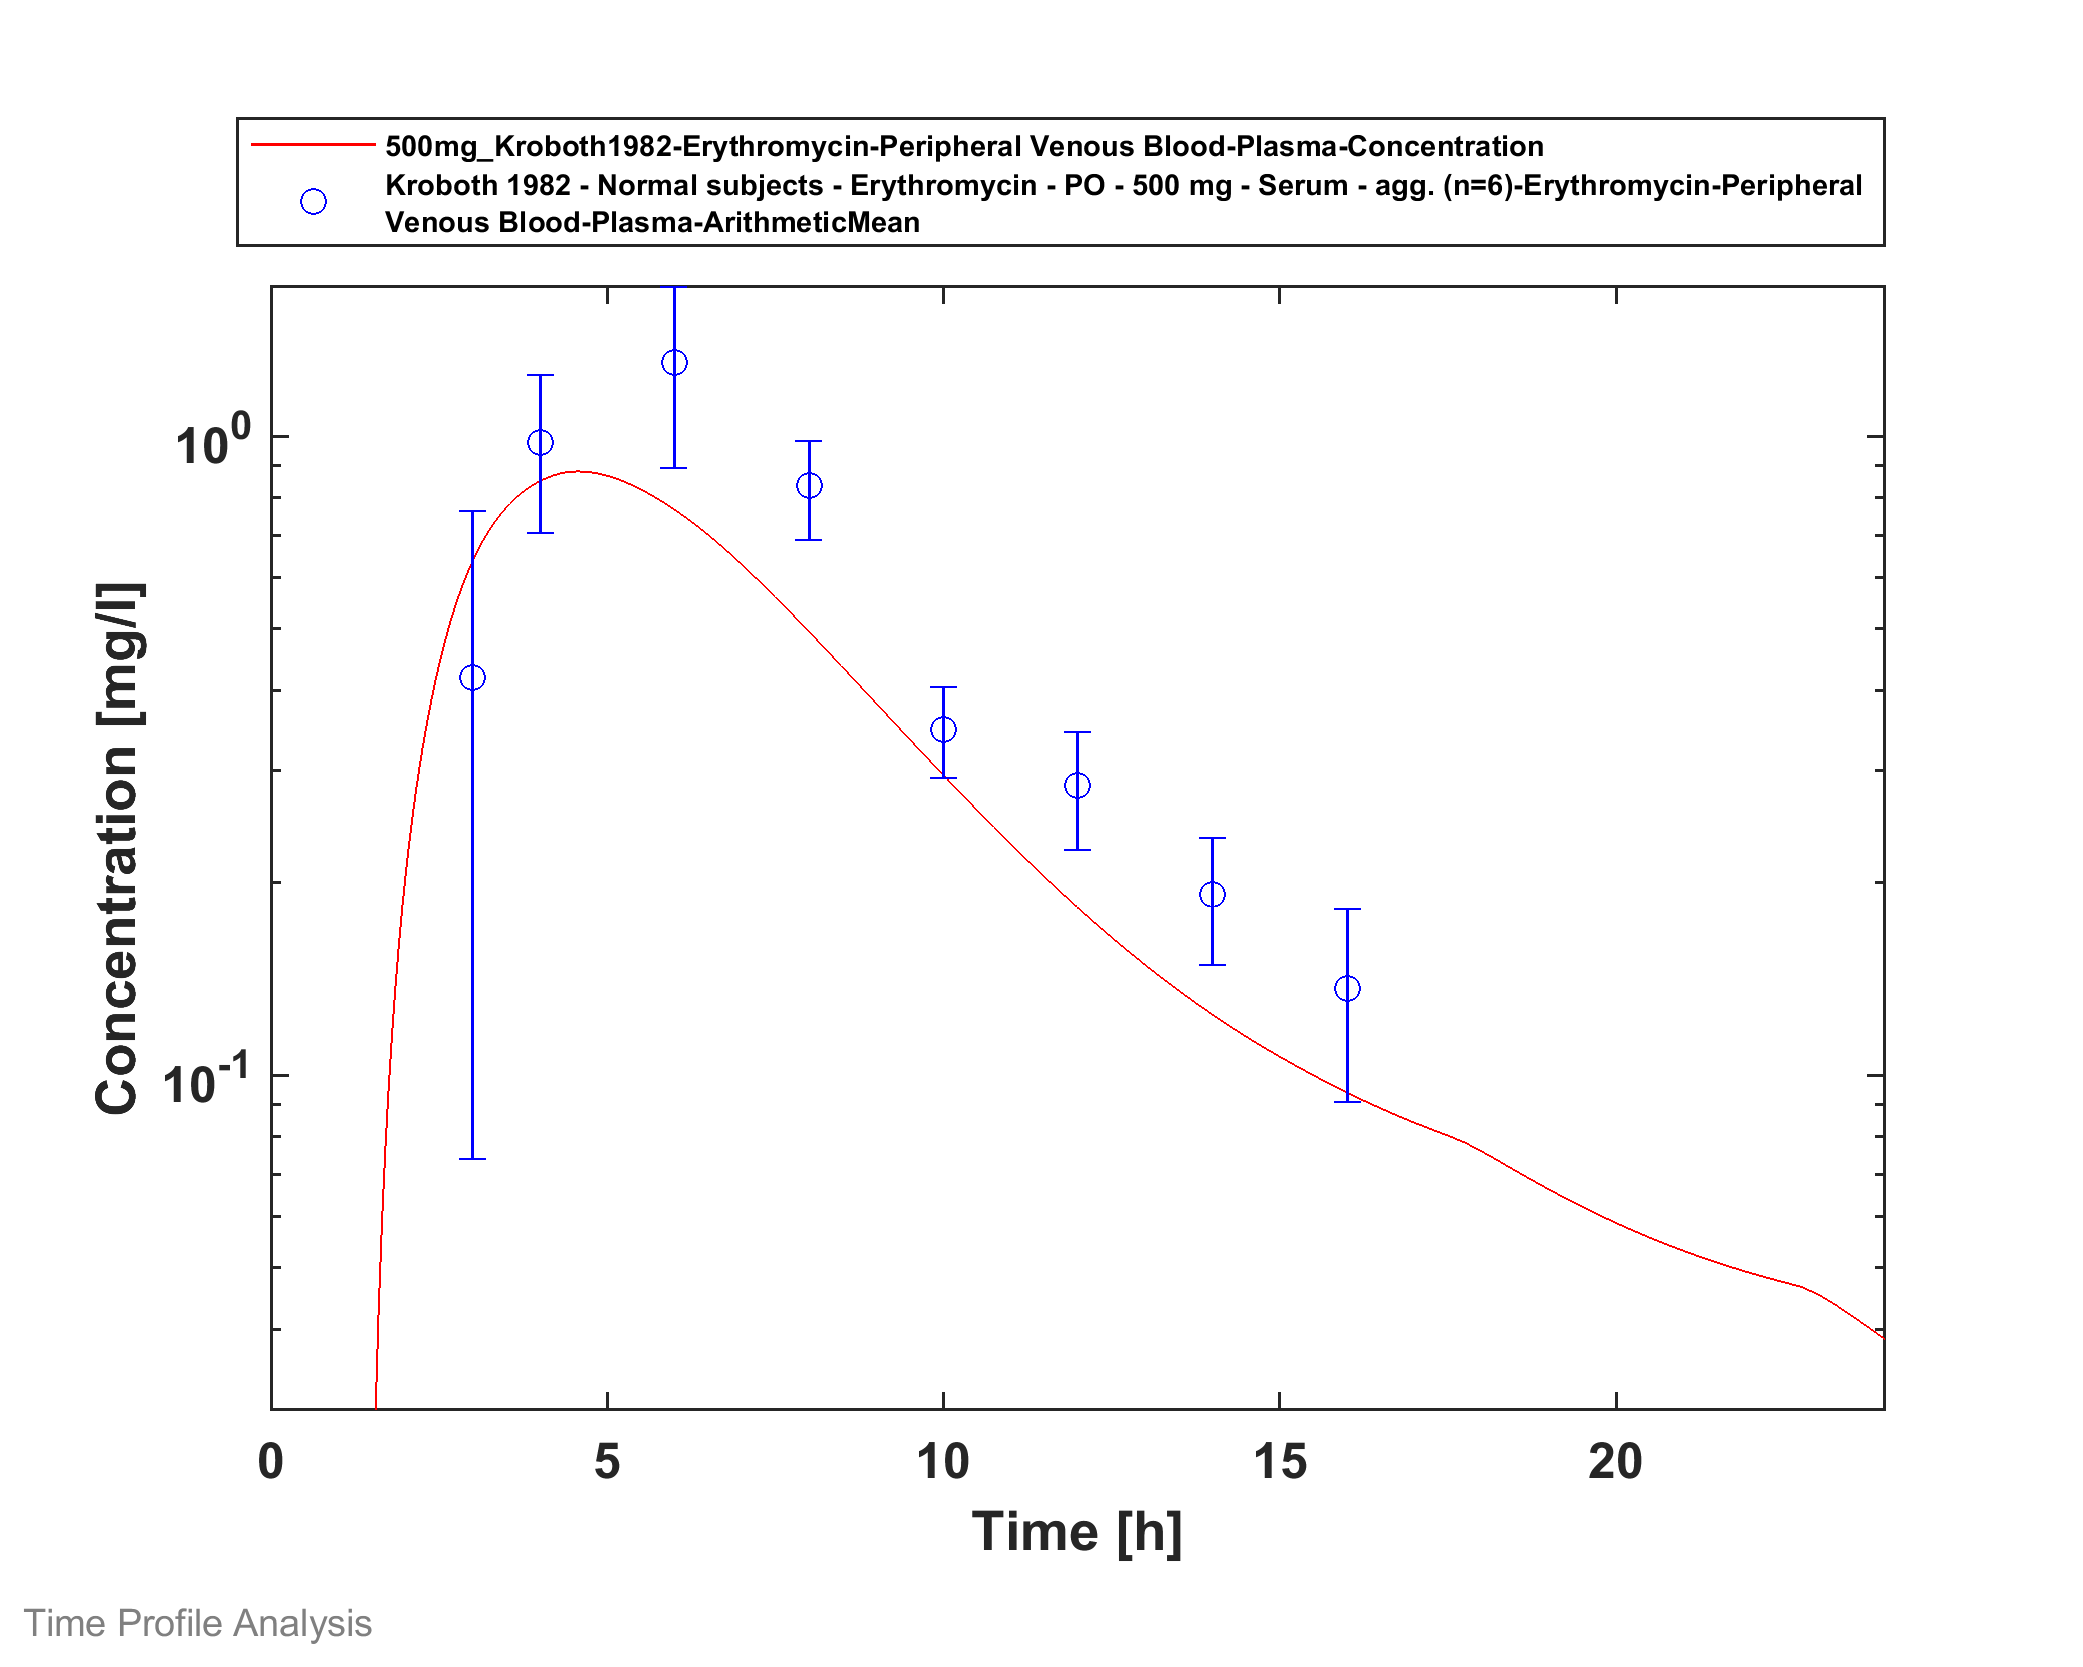 500mg_Kroboth1982-Erythromycin-Peripheral Venous Blood-Plasma-Concentration
Kroboth 1982 - Normal subjects - Erythromycin - PO - 500 mg - Serum - agg. (n=6)-Erythromycin-Peripheral
Venous Blood-Plasma-ArithmeticMean
10^0
10^-1
Concentration [mg/l]
0 5 10 15 20
Time [h]
Time Profile Analysis